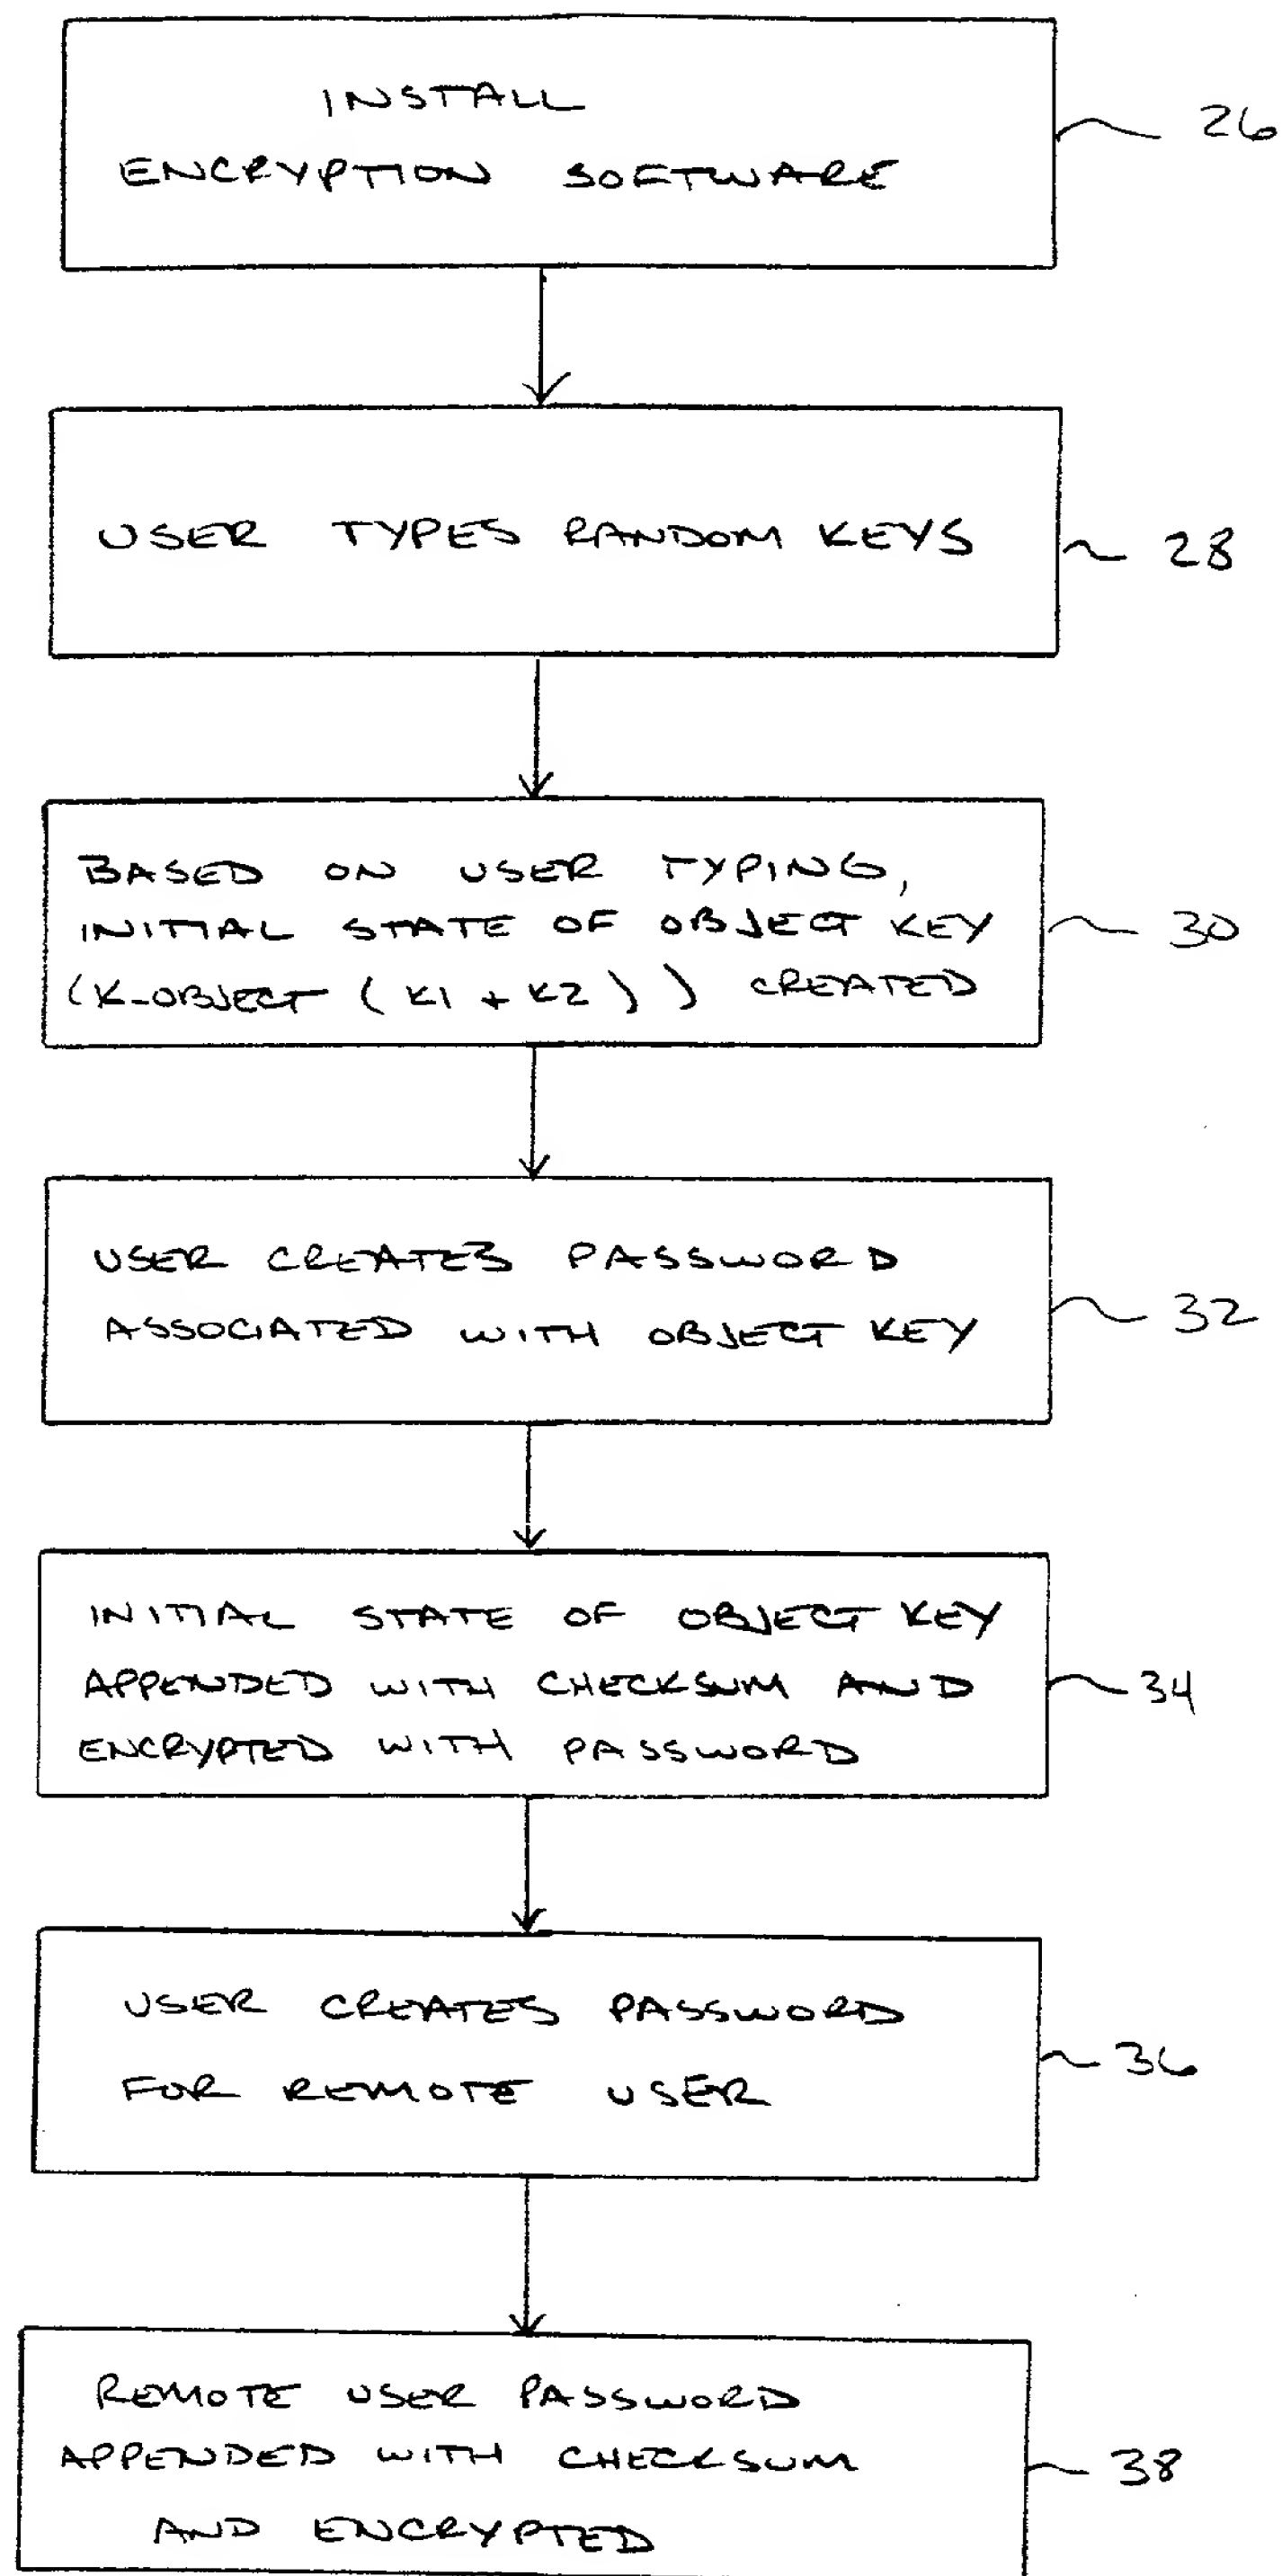 INSTALL
ENCRYPTION SOFTWARE
26
USER TYPES RANDOM KEYS
28
BASED ON USER TYPING,
INITIAL STATE OF OBJECT KEY
(K-OBJECT (K1 + K2)) CREATED
30
USER CREATES PASSWORD
ASSOCIATED WITH OBJECT KEY
32
INITIAL STATE OF OBJECT KEY
APPENDED WITH CHECKSUM AND
ENCRYPTED WITH PASSWORD
34
USER CREATES PASSWORD
FOR REMOTE USER
36
REMOTE USER PASSWORD
APPENDED WITH CHECKSUM
AND ENCRYPTED
38